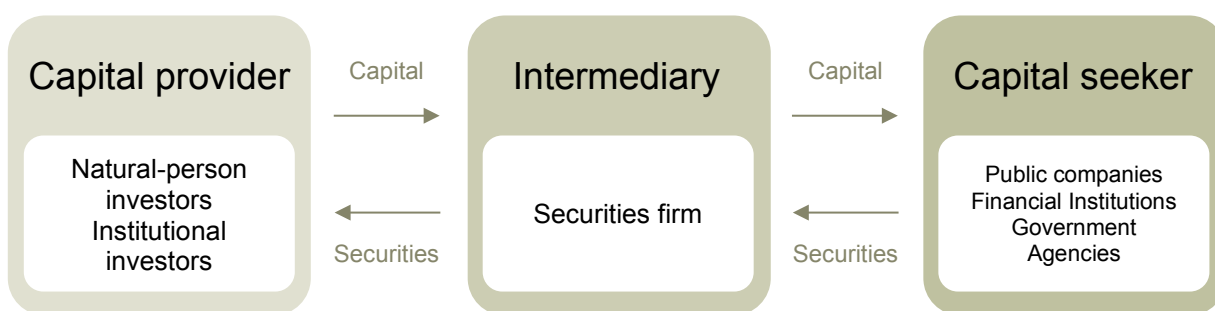 Capital provider
Natural-person
investors
Institutional
investors
Capital
Securities
Intermediary
Securities firm
Capital
Securities
Capital seeker
Public companies
Financial Institutions
Government
Agencies